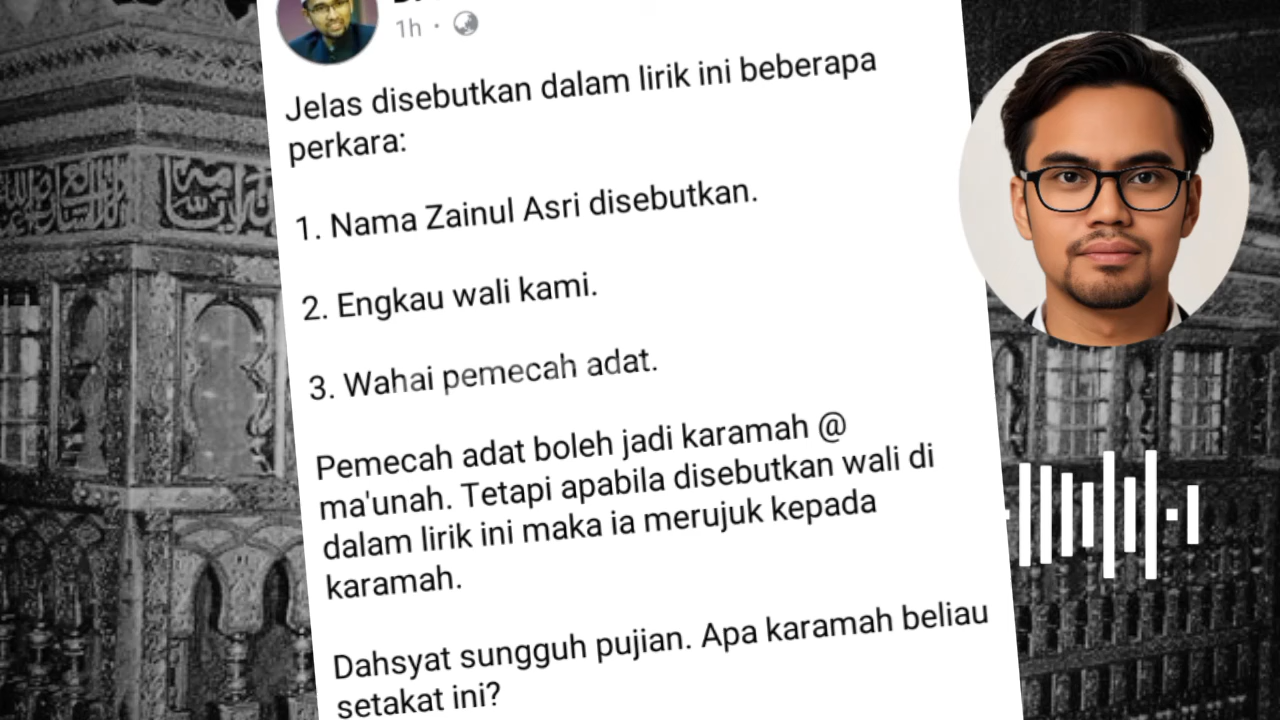 1h
Jelas disebutkan dalam lirik ini beberapa
perkara:
1. Nama Zainul Asri disebutkan.
2. Engkau wali kami.
3. Wahai pemecah adat.
Pemecah adat boleh jadi karamah @
ma'unah. Tetapi apabila disebutkan wali di
dalam lirik ini maka ia merujuk kepada
karamah.
Dahsyat sungguh pujian. Apa karamah beliau
setakat ini?